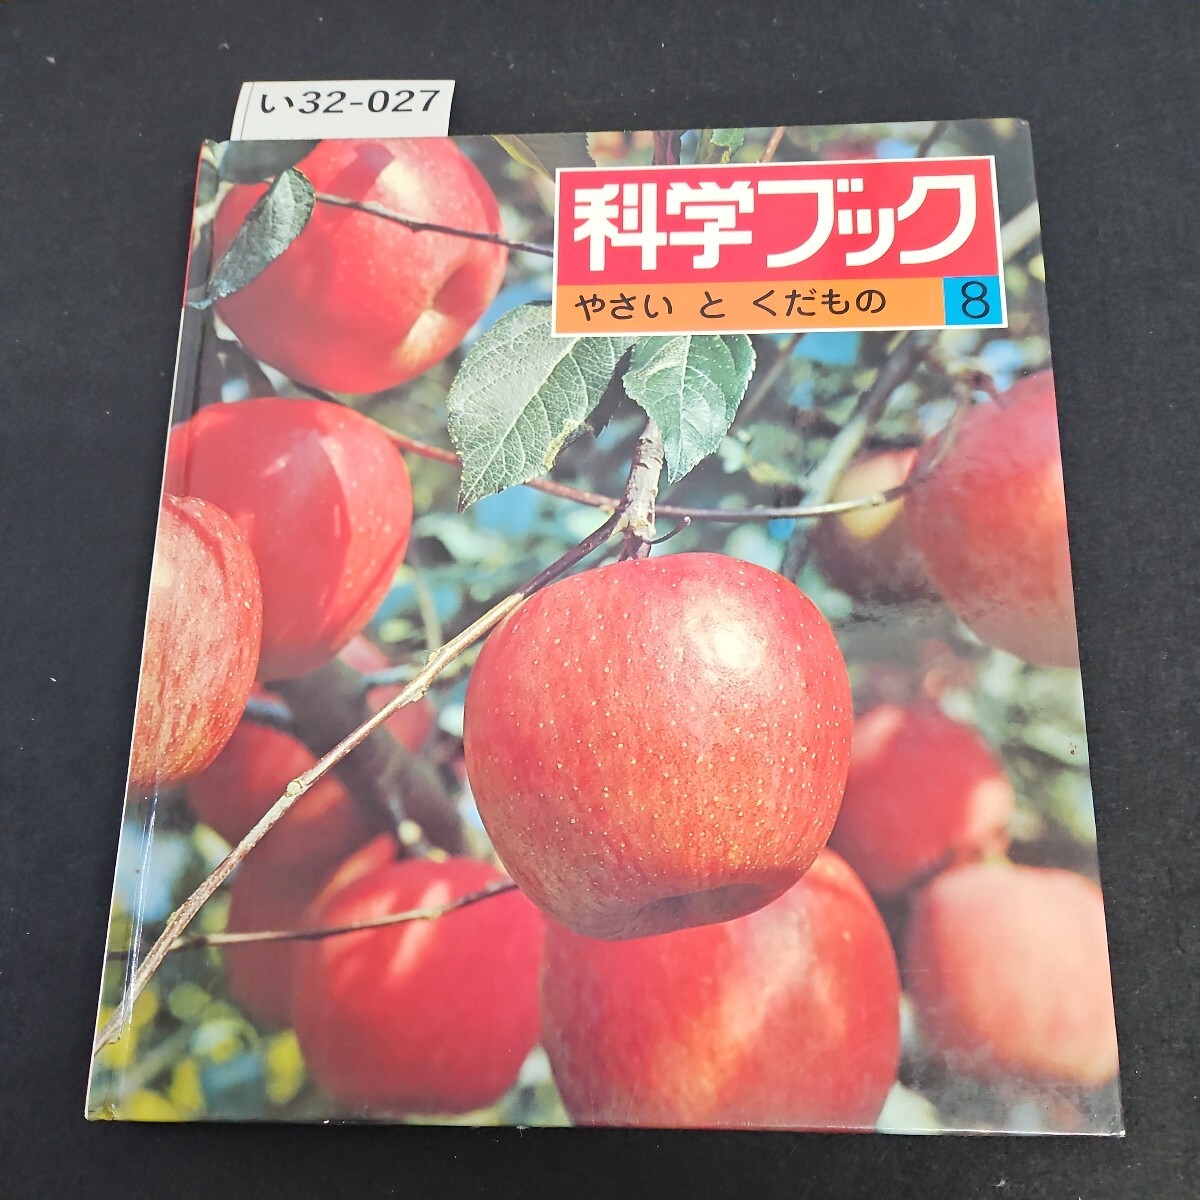 い32-027
科学ブック
やさい と くだもの 8